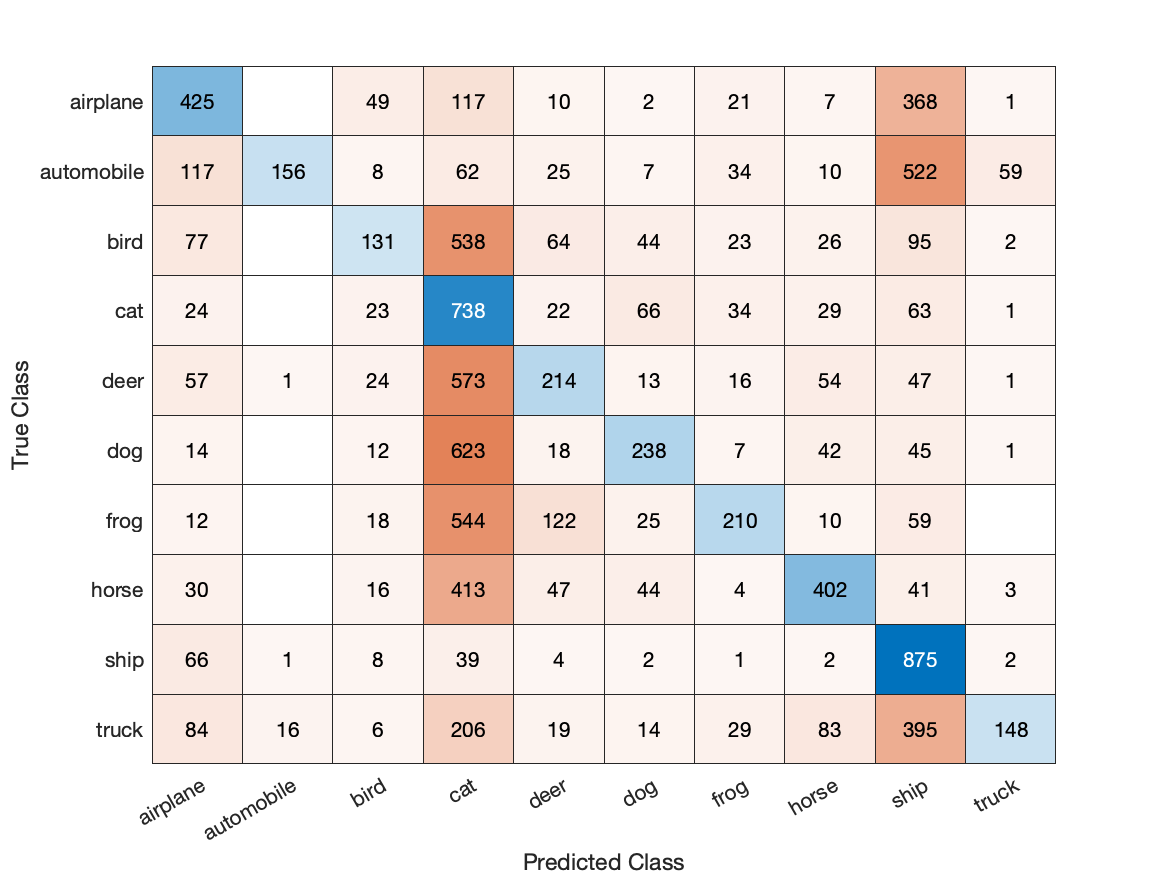 airplane 425 49 117 10 2 21 7 368 1
automobile 117 156 8 62 25 7 34 10 522 59
bird 77 131 538 64 44 23 26 95 2
cat 24 23 738 22 66 34 29 63 1
deer 57 1 24 573 214 13 16 54 47 1
dog 14 12 623 18 238 7 42 45 1
frog 12 18 544 122 25 210 10 59
horse 30 16 413 47 44 4 402 41 3
ship 66 1 8 39 4 2 1 2 875 2
truck 84 16 6 206 19 14 29 83 395 148
True Class
airplane automobile bird cat deer dog frog horse ship truck
Predicted Class